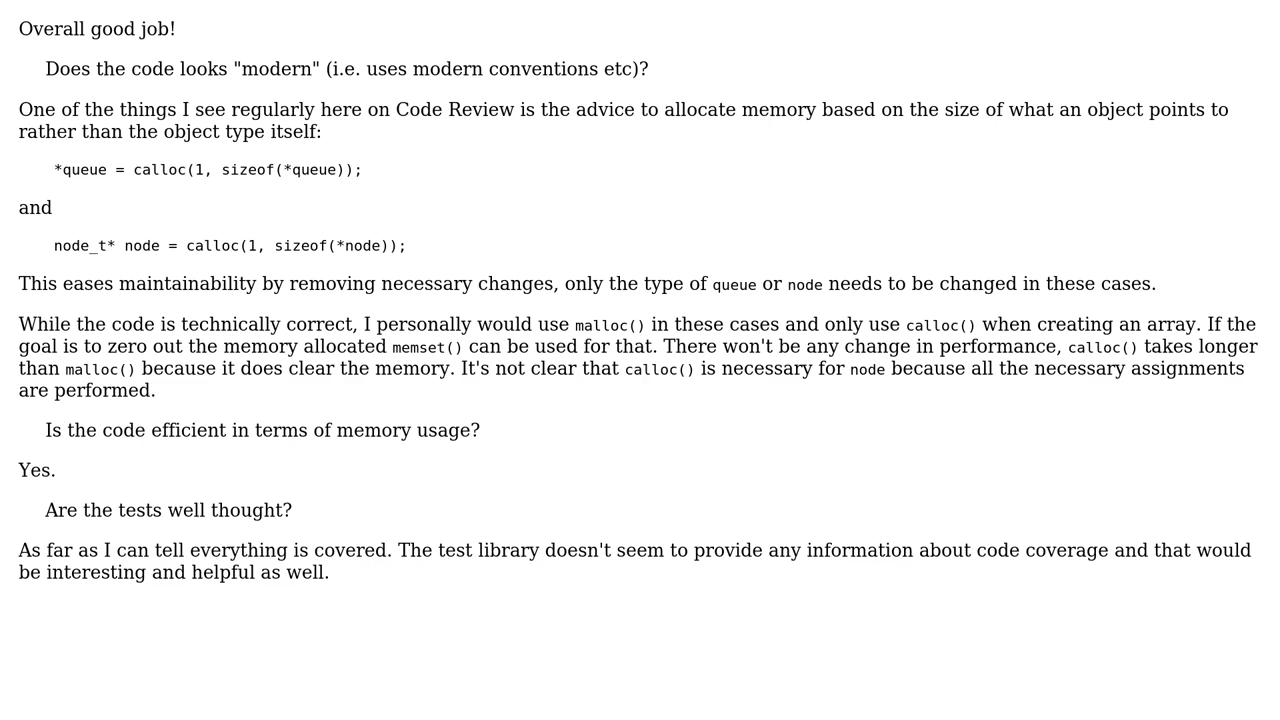 Overall good job!
Does the code looks "modern" (i.e. uses modern conventions etc)?
One of the things I see regularly here on Code Review is the advice to allocate memory based on the size of what an object points to
rather than the object type itself:
*queue = calloc(1, sizeof(*queue));
and
node_t* node = calloc(1, sizeof(*node));
This eases maintainability by removing necessary changes, only the type of queue or node needs to be changed in these cases.
While the code is technically correct, I personally would use malloc() in these cases and only use calloc() when creating an array. If the
goal is to zero out the memory allocated memset() can be used for that. There won't be any change in performance, calloc() takes longer
than malloc() because it does clear the memory. It's not clear that calloc() is necessary for node because all the necessary assignments
are performed.
Is the code efficient in terms of memory usage?
Yes.
Are the tests well thought?
As far as I can tell everything is covered. The test library doesn't seem to provide any information about code coverage and that would
be interesting and helpful as well.